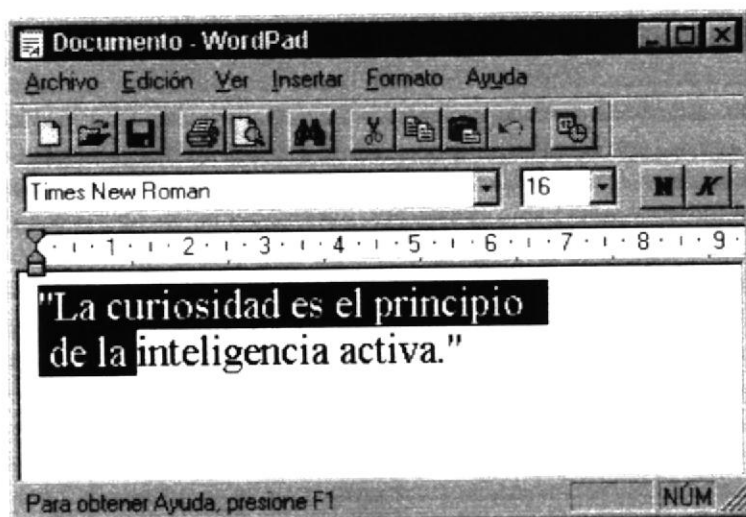 Documento - WordPad
Archivo Edición Ver Insertar Formato Ayuda
Times New Roman 16 N K
1 2 3 4 5 6 7 8 9
"La curiosidad es el principio
de la inteligencia activa."
Para obtener Ayuda, presione F1 NÚM